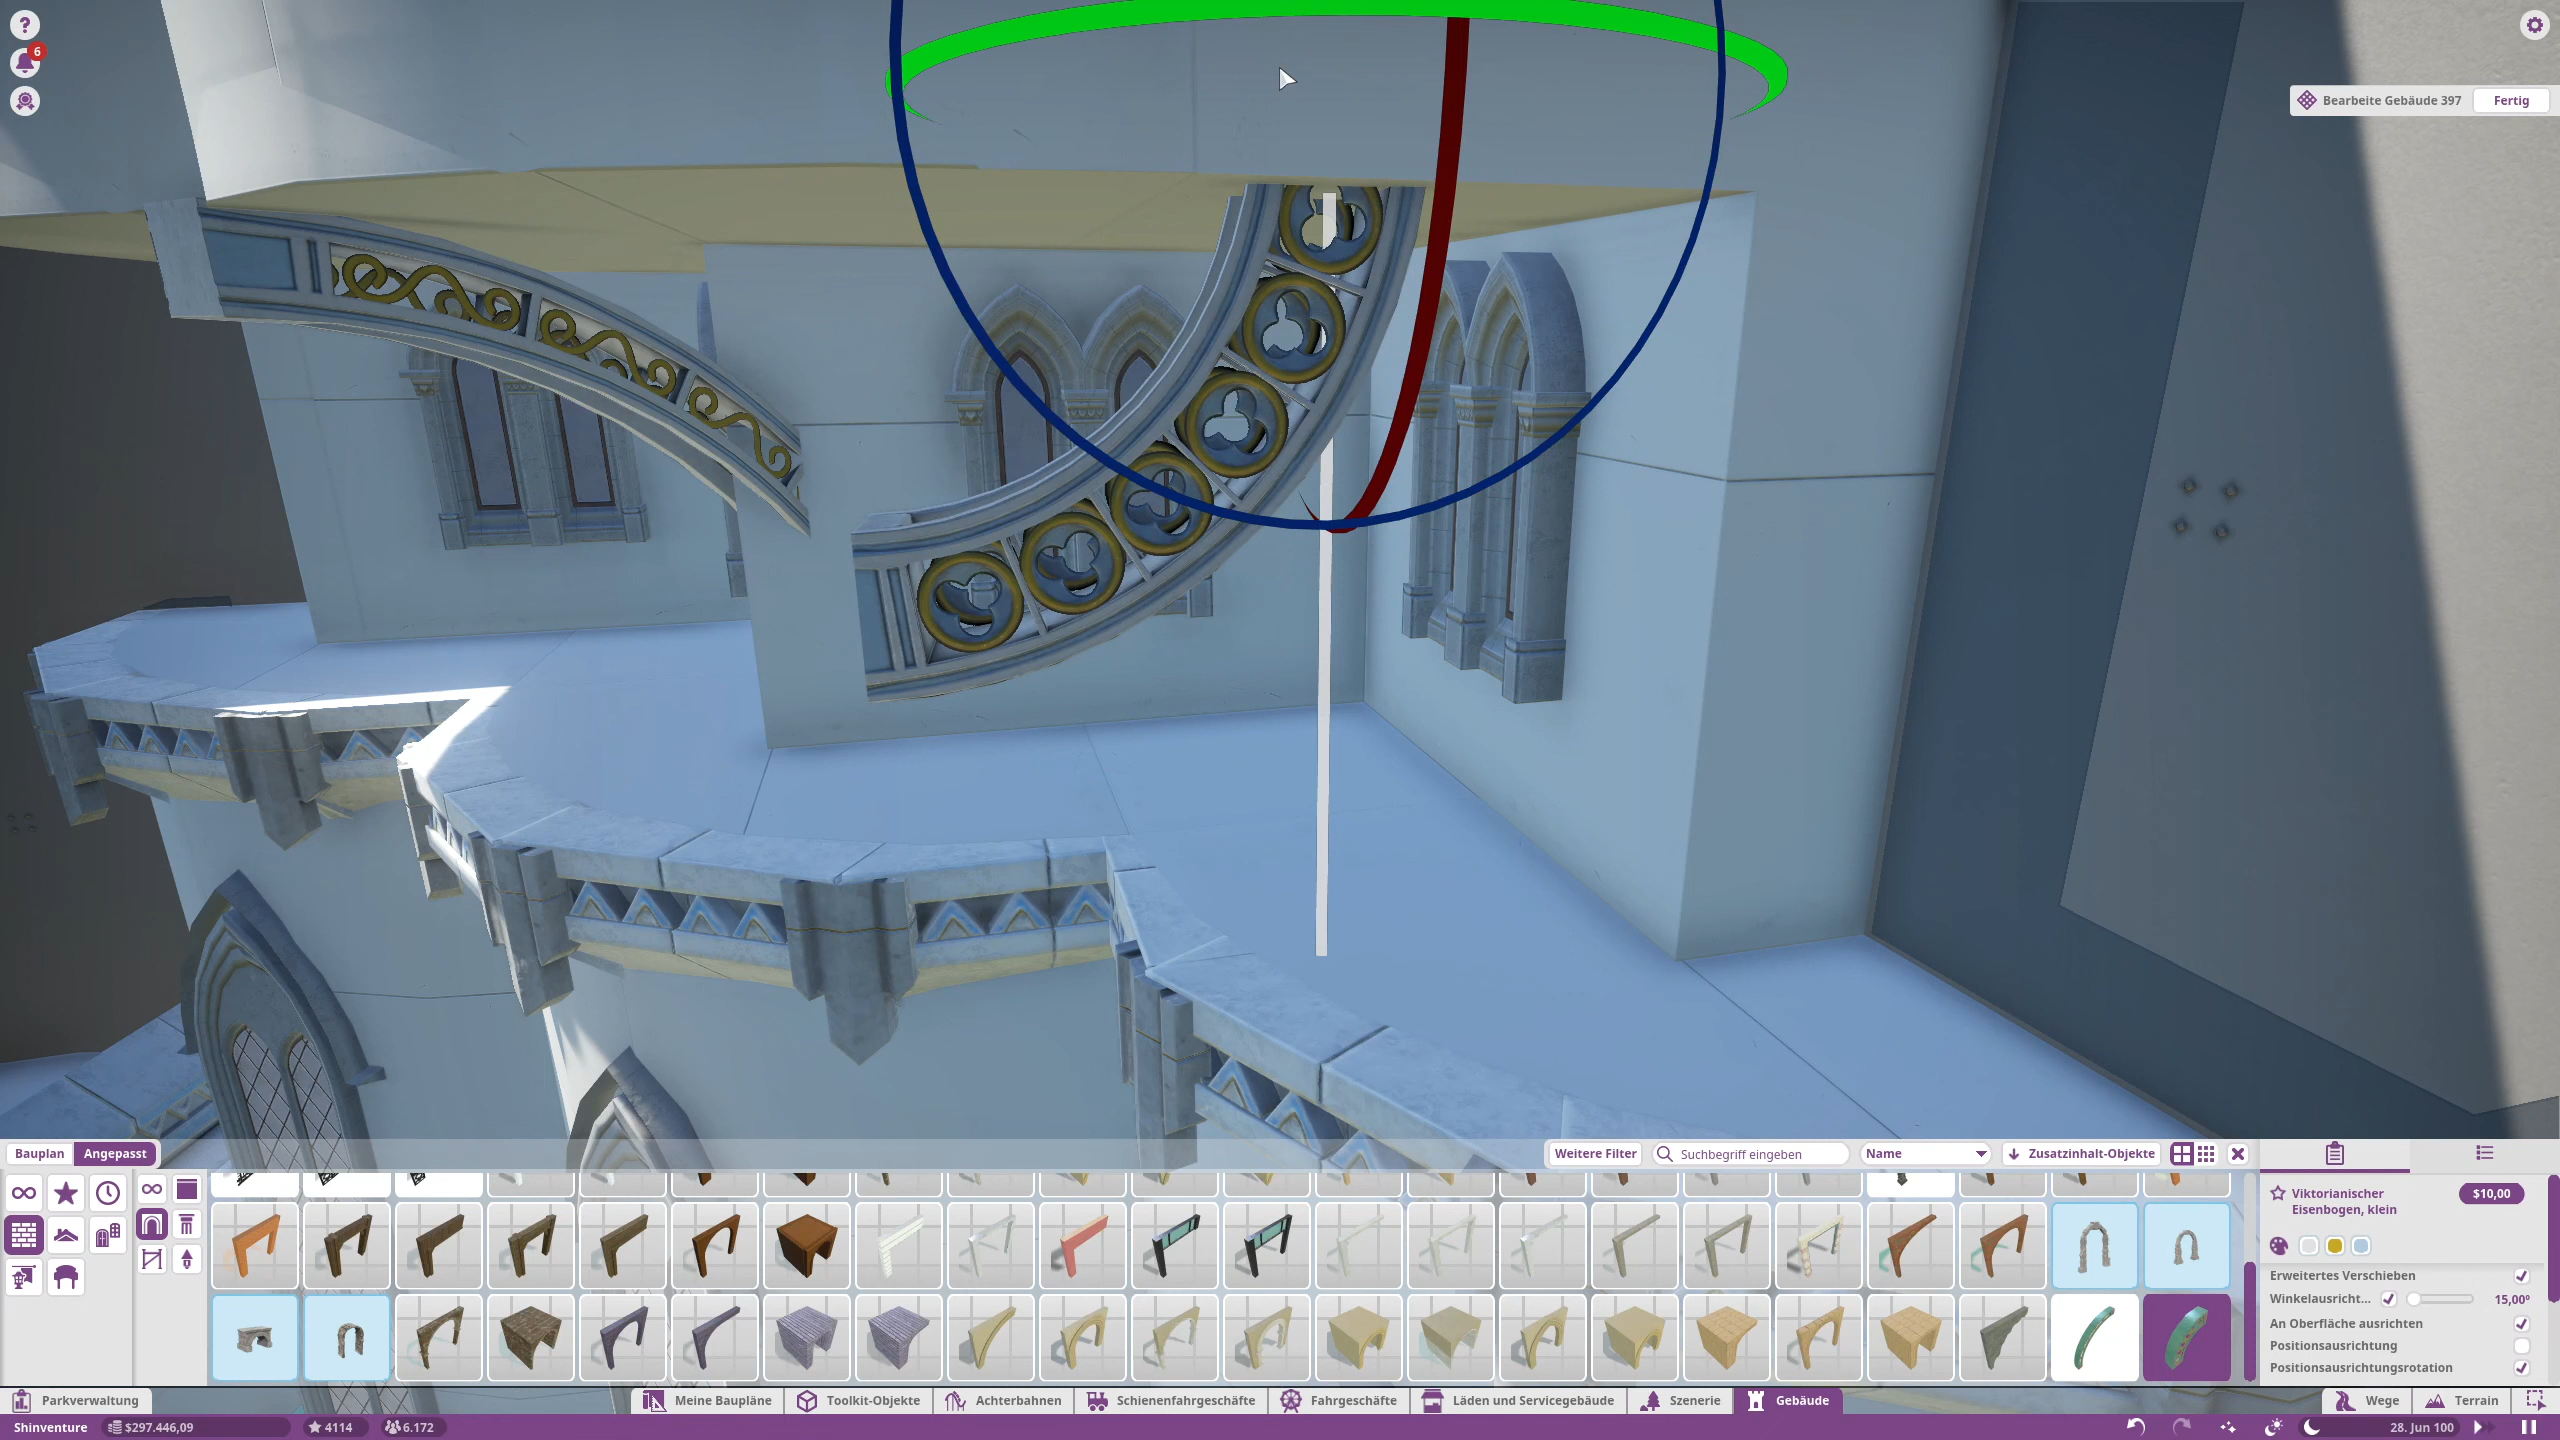 ?
6
Bearbeite Gebäude 397
Fertig
Bauplan
Angepasst
Weitere Filter
Suchbegriff eingeben
Name
Zusatzinhalt-Objekte
Viktorianischer
Eisenbogen, klein
$10,00
Erweitertes Verschieben
Winkelausricht...
15,00°
An Oberfläche ausrichten
Positionsausrichtung
Positionsausrichtungsrotation
Parkverwaltung
Meine Baupläne
Toolkit-Objekte
Achterbahnen
Schienenfahrgeschäfte
Fahrgeschäfte
Läden und Servicegebäude
Szenerie
Gebäude
Wege
Terrain
Shinventure
$297.446,09
4114
6.172
28. Jun 100